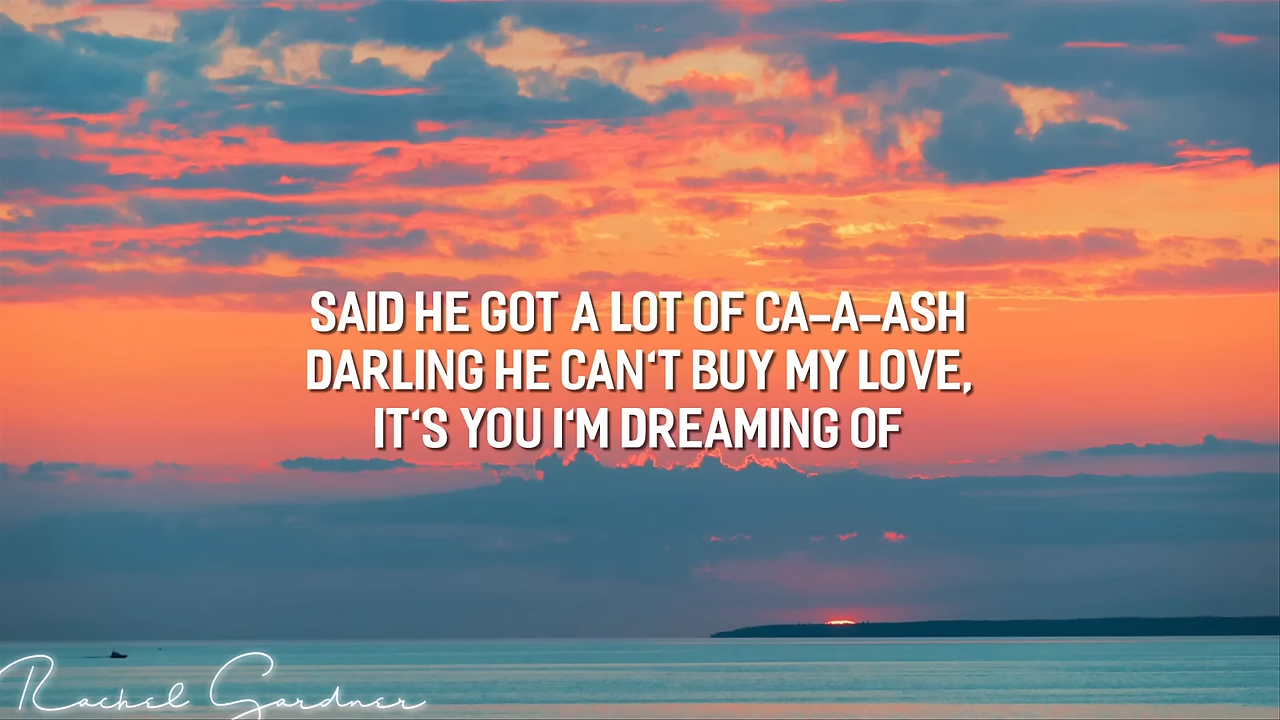 SAID HE GOT A LOT OF CA-A-ASH
DARLING HE CAN'T BUY MY LOVE,
IT'S YOU I'M DREAMING OF
Rachel Gardner